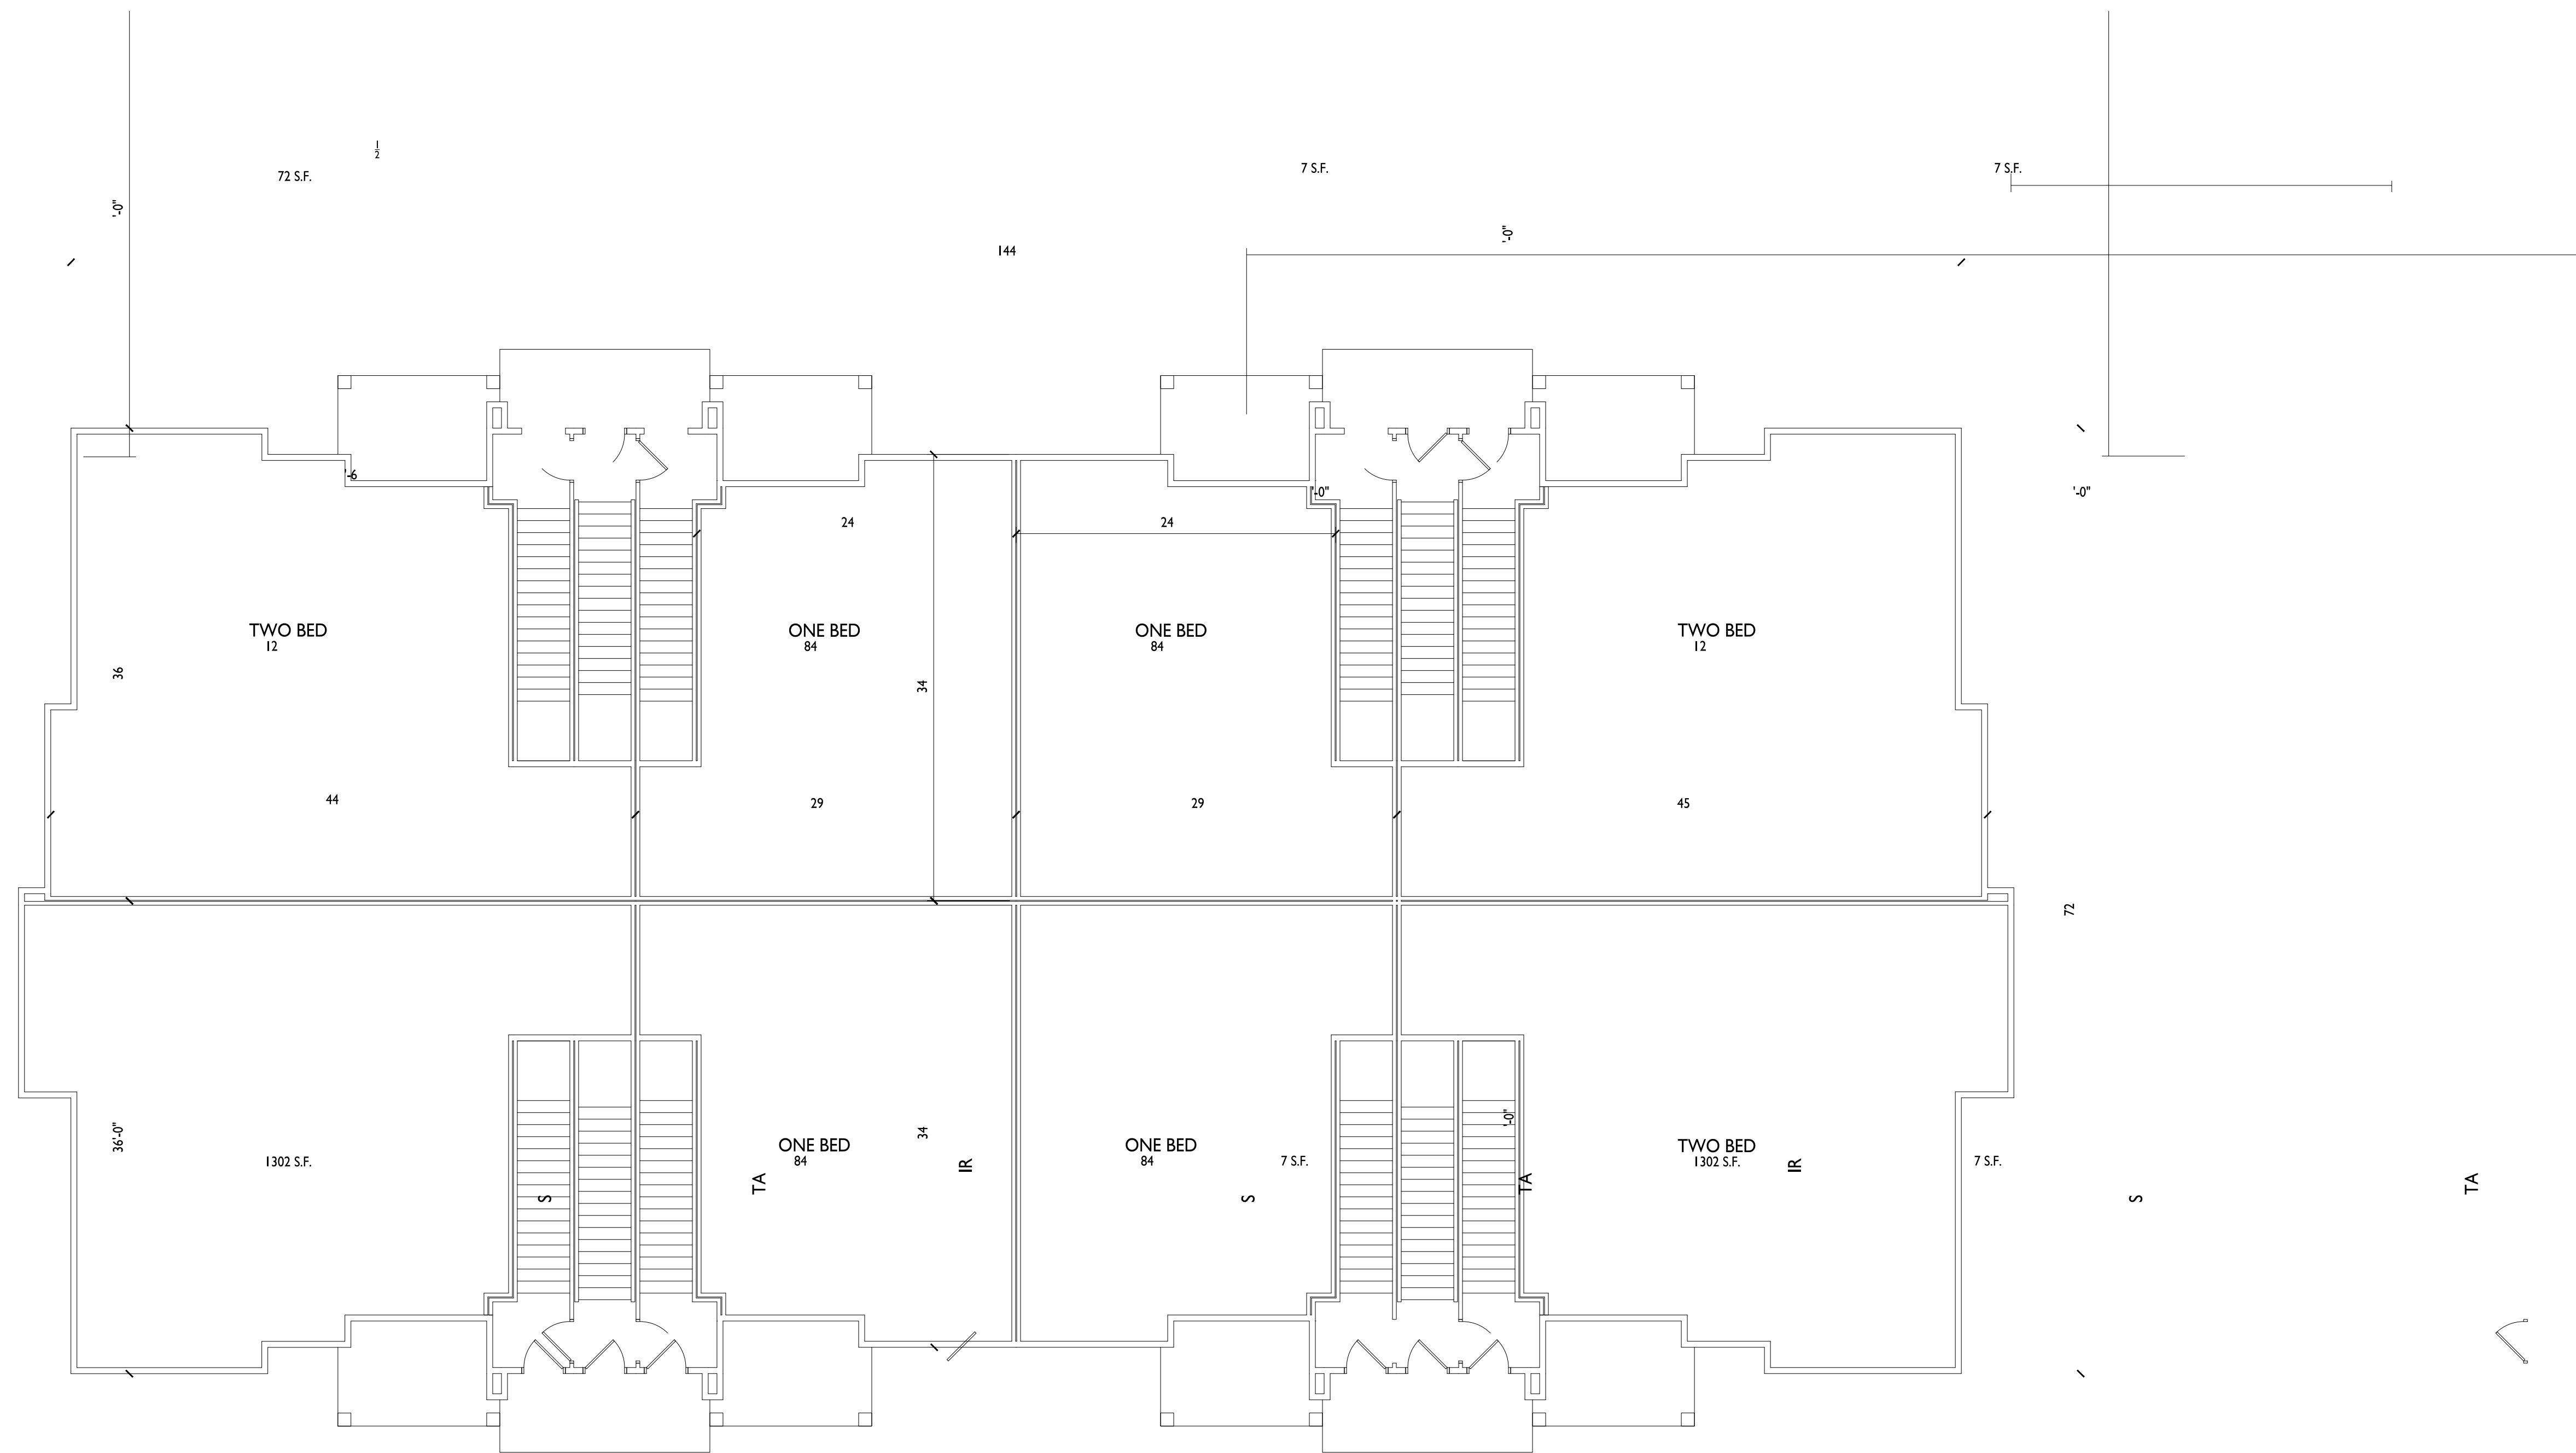 1/2
7 S.F.
7 S.F.
72 S.F.
'-0"
'-0"
144
'-6
'-0"
'-0"
24
24
TWO BED
12
ONE BED
84
ONE BED
84
TWO BED
12
36
34
44
29
29
45
72
36'-0"
34
'-0"
ONE BED
84
ONE BED
84
TWO BED
1302 S.F.
1302 S.F.
7 S.F.
7 S.F.
IR
IR
TA
TA
TA
S
S
S